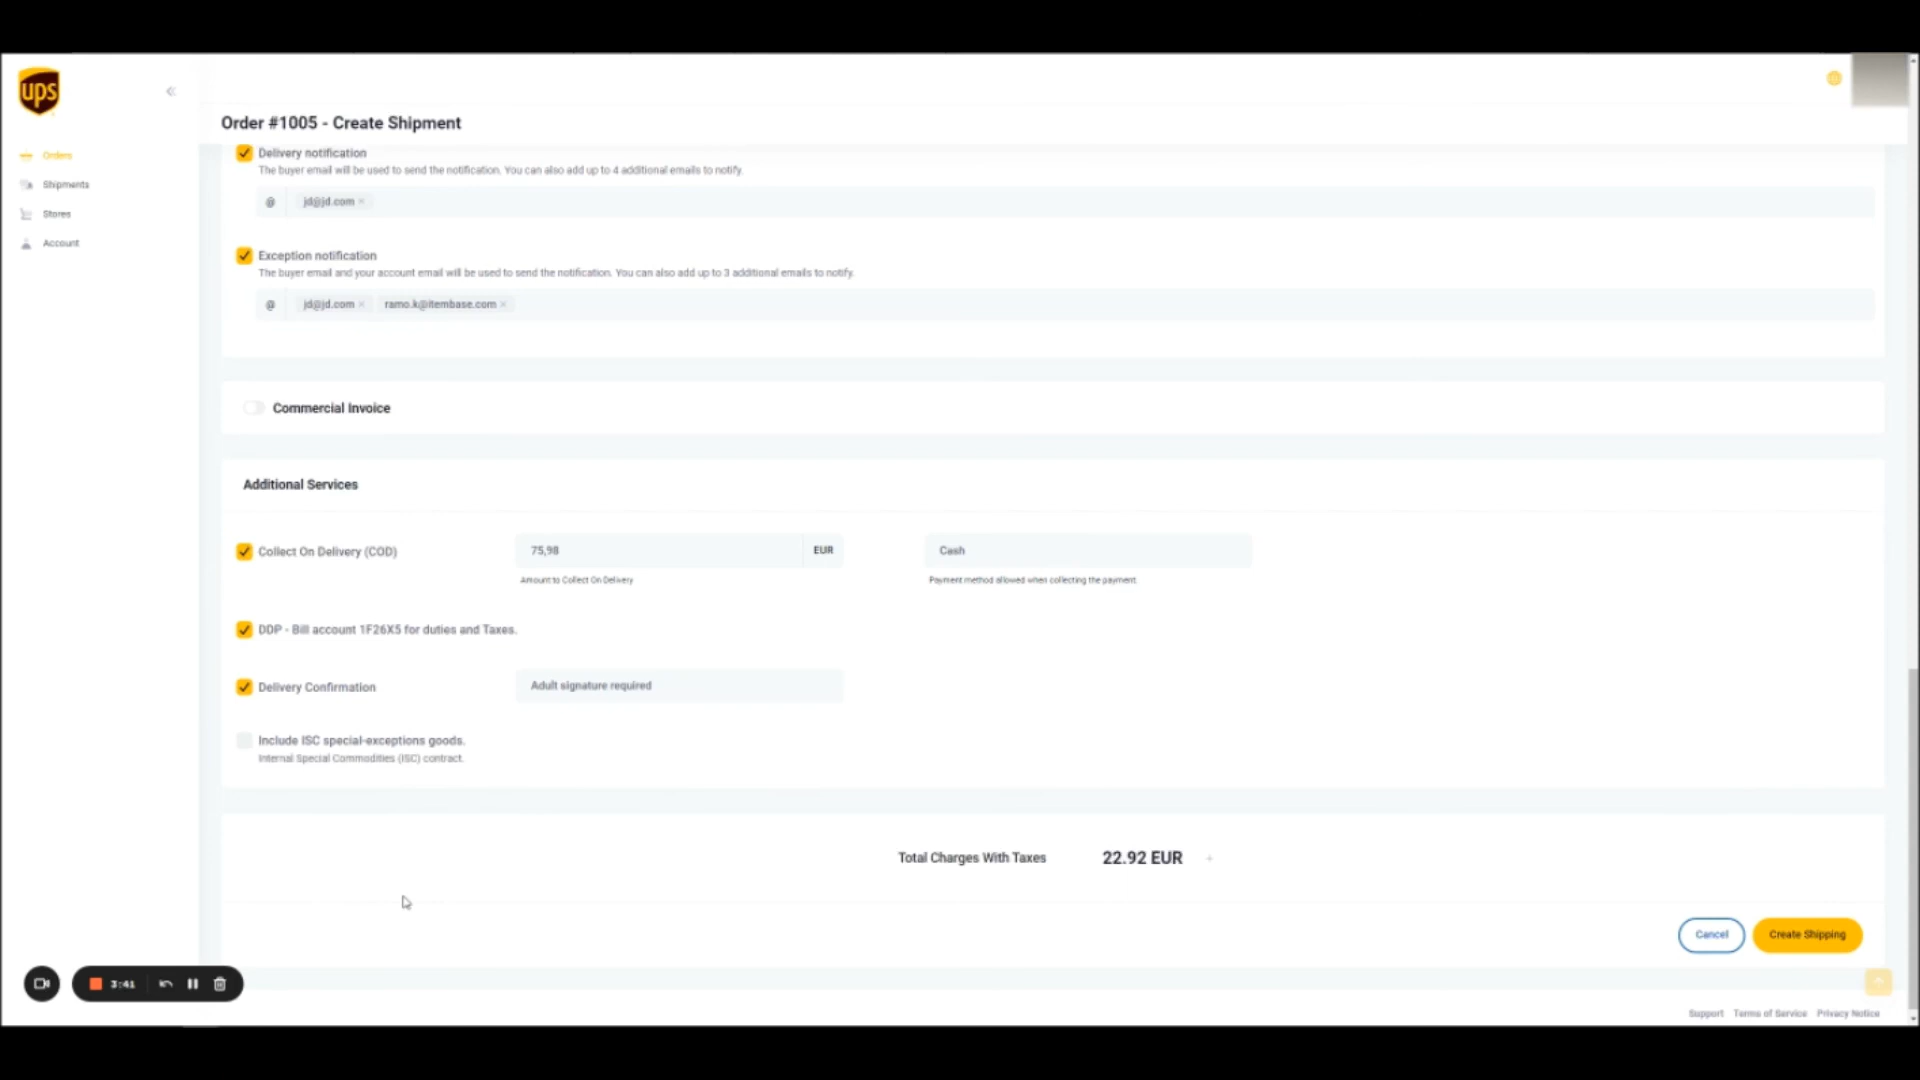 ups
Order #1005 - Create Shipment
Orders
Shipments
Stores
Account
Delivery notification
The buyer email will be used to send the notification. You can also add up to 4 additional emails to notify.
@ jd@jd.com ×
Exception notification
The buyer email and your account email will be used to send the notification. You can also add up to 3 additional emails to notify.
@ jd@jd.com × ramo.k@itembase.com ×
Commercial Invoice
Additional Services
Collect On Delivery (COD) 75,98 EUR Cash
Amount to Collect On Delivery Payment method allowed when collecting the payment.
DDP - Bill account 1F26X5 for duties and Taxes.
Delivery Confirmation Adult signature required
Include ISC special-exceptions goods.
Internal Special Commodities (ISC) contract.
Total Charges With Taxes 22.92 EUR +
Cancel Create Shipping
3:41
Support Terms of Service Privacy Notice